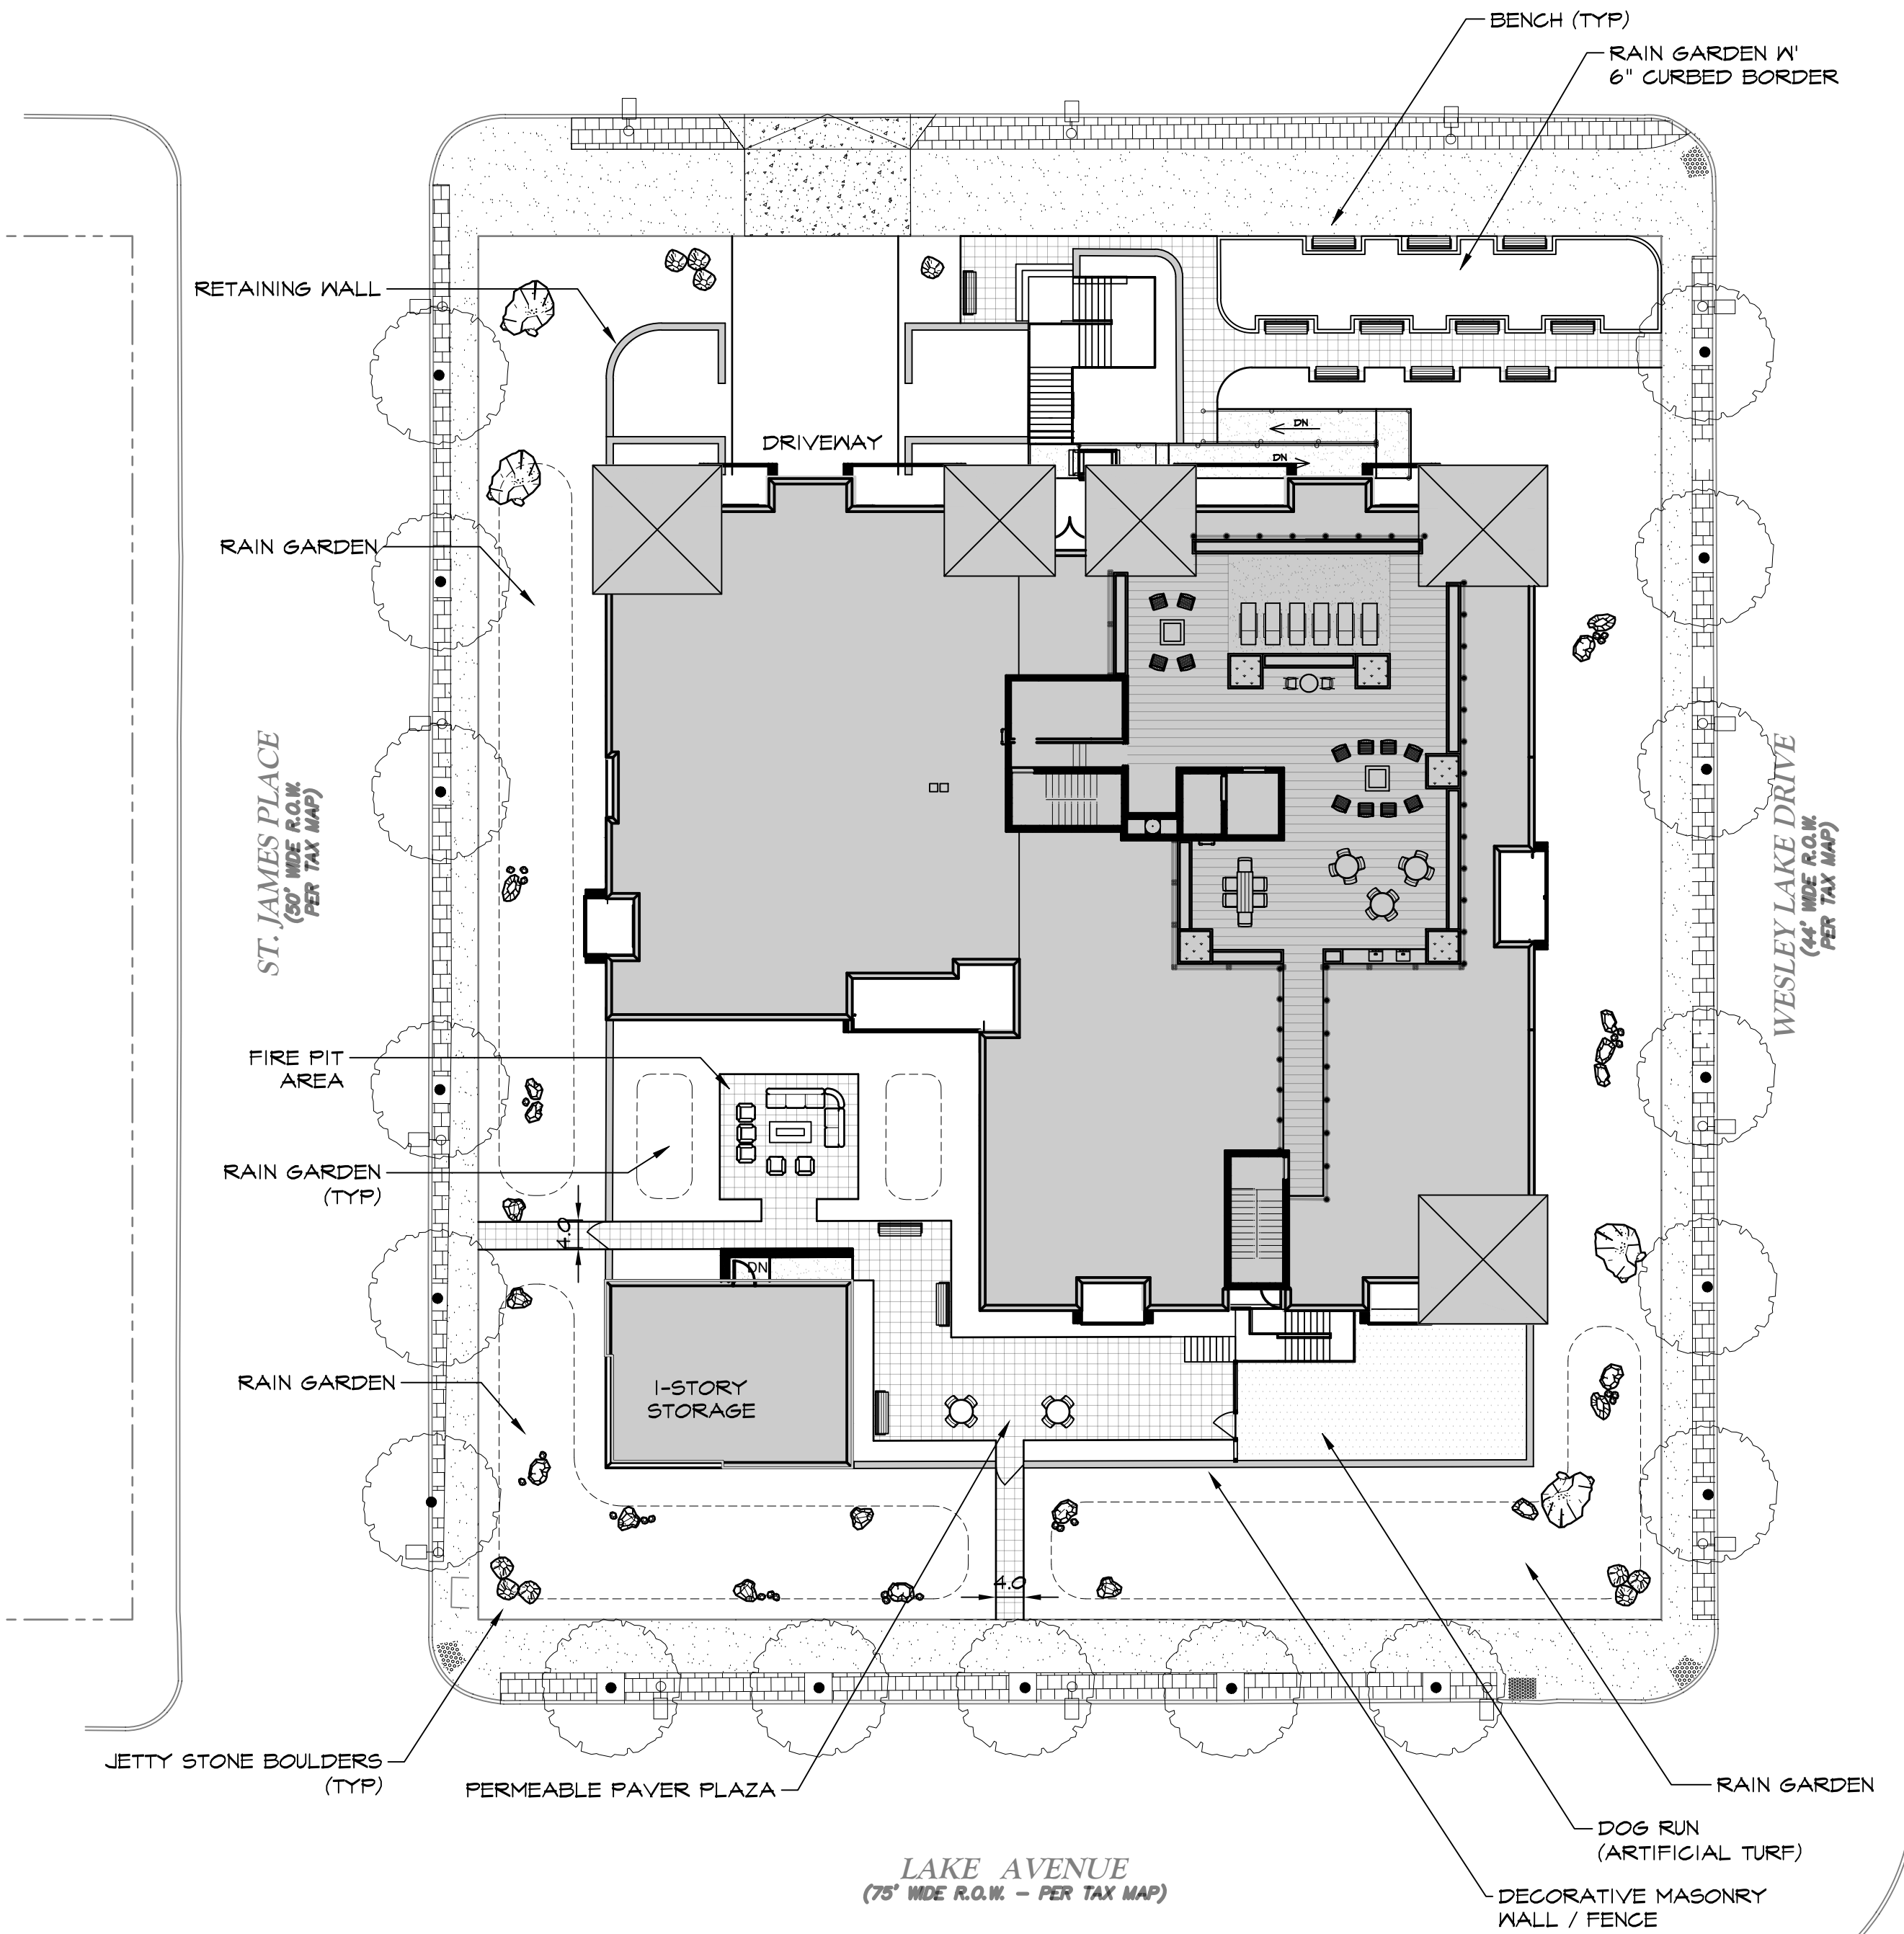 BENCH (TYP)
RAIN GARDEN W'
6" CURBED BORDER
RETAINING WALL
DRIVEWAY
DN
DN
RAIN GARDEN
ST. JAMES PLACE
(50' WIDE R.O.W.
PER TAX MAP)
WESLEY LAKE DRIVE
(44' WIDE R.O.W.
PER TAX MAP)
FIRE PIT
AREA
RAIN GARDEN
(TYP)
4.0
DN
RAIN GARDEN
1-STORY
STORAGE
4.0
JETTY STONE BOULDERS
(TYP)
PERMEABLE PAVER PLAZA
RAIN GARDEN
DOG RUN
(ARTIFICIAL TURF)
LAKE AVENUE
(75' WIDE R.O.W. - PER TAX MAP)
DECORATIVE MASONRY
WALL / FENCE